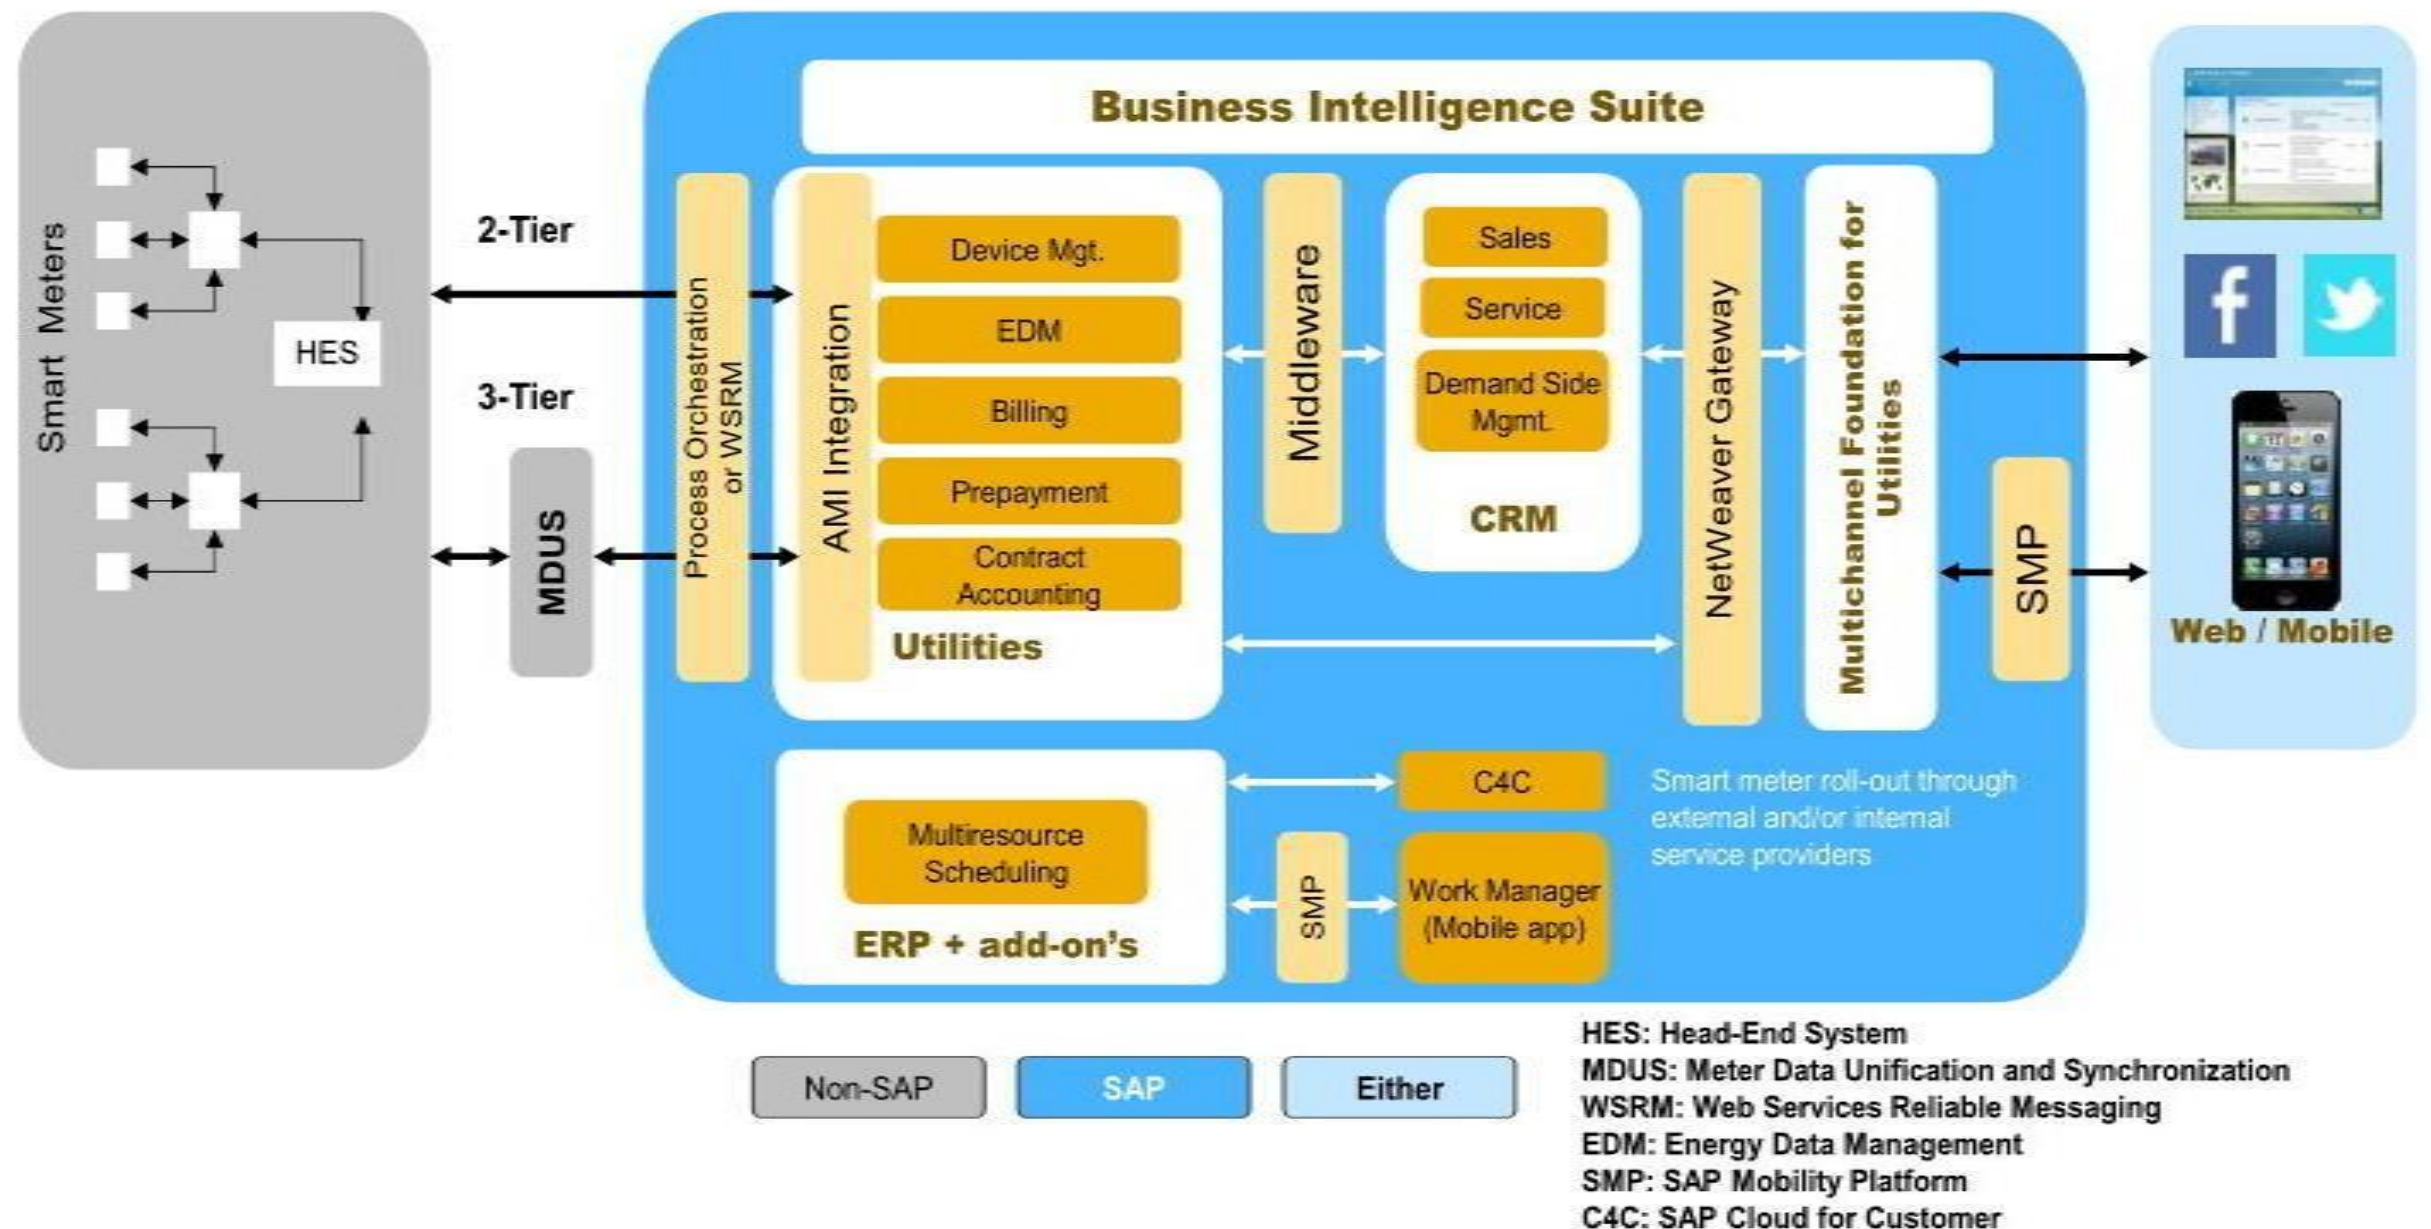 Business Intelligence Suite
Smart Meters
HES
2-Tier
3-Tier
MDUS
Process Orchestration
or WSRM
AMI Integration
Device Mgt.
EDM
Billing
Prepayment
Contract
Accounting
Utilities
Middleware
Sales
Service
Demand Side
Mgmt.
CRM
NetWeaver Gateway
Multichannel Foundation for
Utilities
SMP
Web / Mobile
Multiresource
Scheduling
ERP + add-on's
C4C
SMP
Work Manager
(Mobile app)
Smart meter roll-out through
external and/or internal
service providers
Non-SAP
SAP
Either
HES: Head-End System
MDUS: Meter Data Unification and Synchronization
WSRM: Web Services Reliable Messaging
EDM: Energy Data Management
SMP: SAP Mobility Platform
C4C: SAP Cloud for Customer